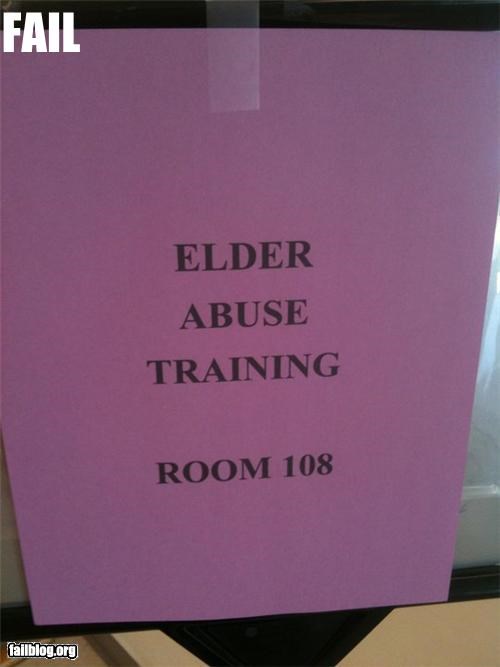 FAIL
ELDER
ABUSE
TRAINING
ROOM 108
failblog.org